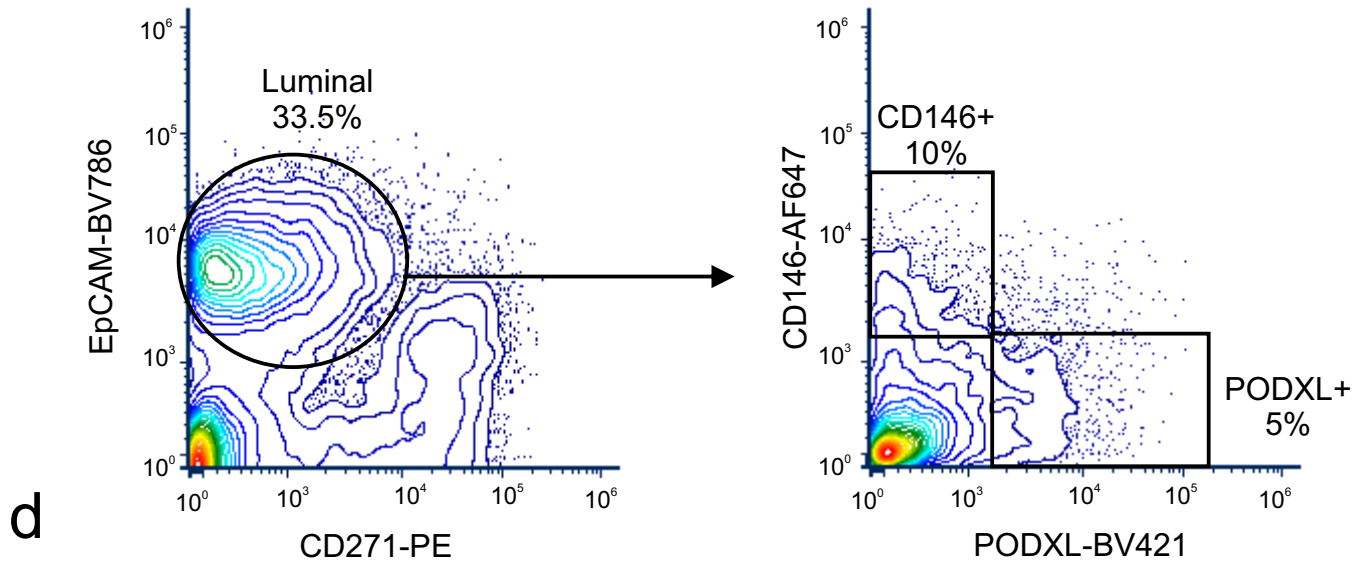 Luminal
33.5%
EpCAM-BV786
10⁶
10⁵
10⁴
10³
10⁰
10⁰ 10³ 10⁴ 10⁵ 10⁶
CD271-PE
CD146+
10%
CD146-AF647
10⁶
10⁵
10⁴
10³
10⁰
PODXL+
5%
10⁰ 10³ 10⁴ 10⁵ 10⁶
PODXL-BV421
d